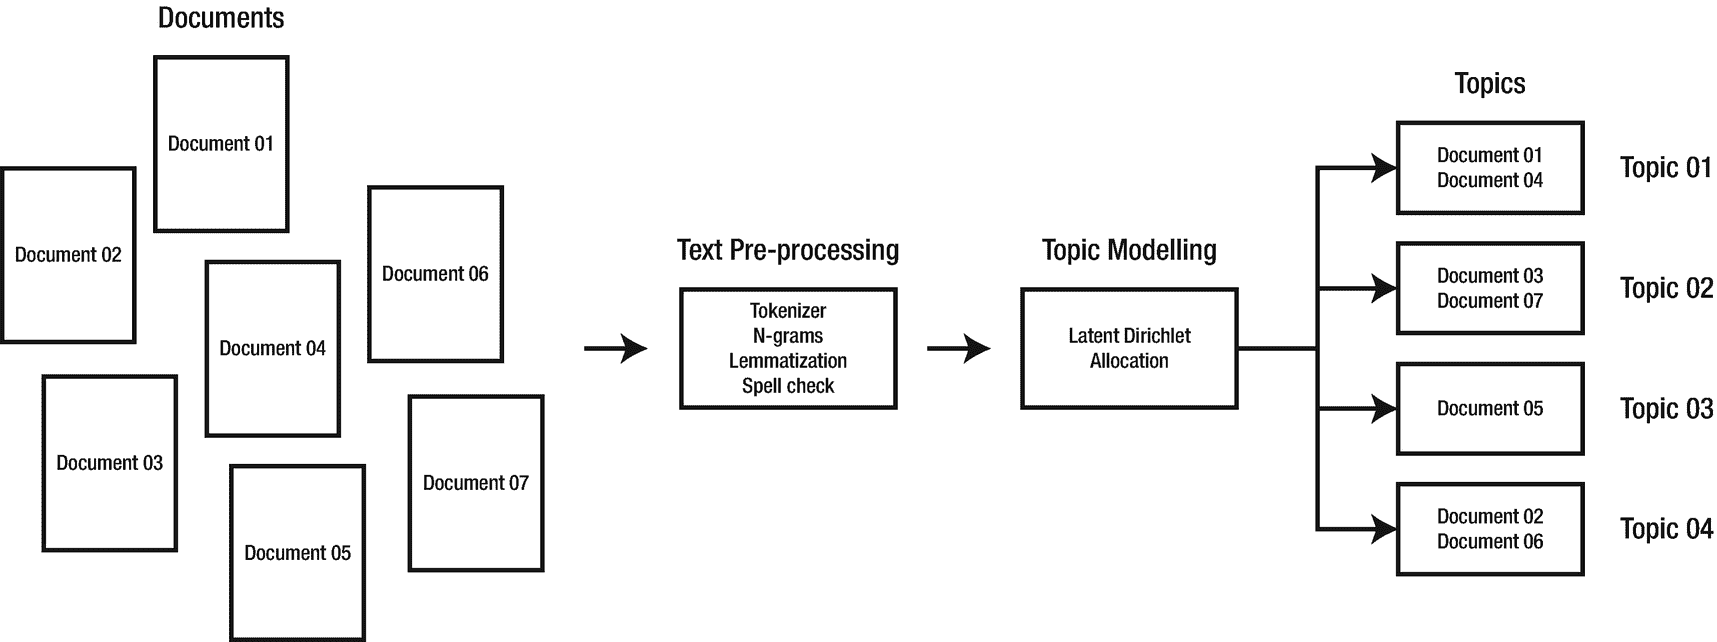 Documents
Document 01
Document 02
Document 06
Document 04
Document 03
Document 07
Document 05
Text Pre-processing
Tokenizer
N-grams
Lemmatization
Spell check
Topic Modelling
Latent Dirichlet
Allocation
Topics
Document 01
Document 04
Topic 01
Document 03
Document 07
Topic 02
Document 05
Topic 03
Document 02
Document 06
Topic 04